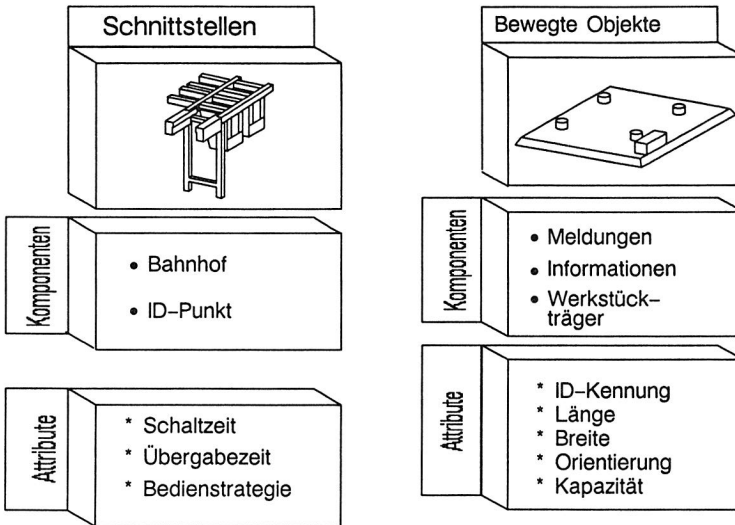 Schnittstellen
Komponenten
• Bahnhof
• ID-Punkt
Attribute
* Schaltzeit
* Übergabezeit
* Bedienstrategie
Bewegte Objekte
Komponenten
• Meldungen
• Informationen
• Werkstück-
träger
Attribute
* ID-Kennung
* Länge
* Breite
* Orientierung
* Kapazität